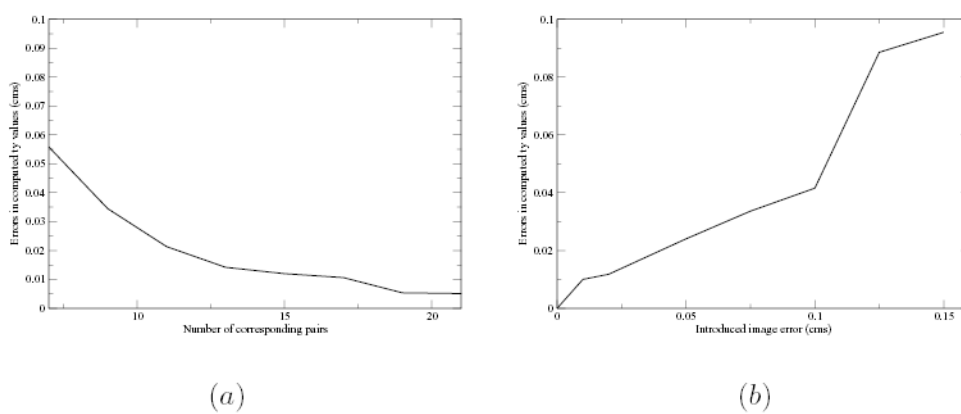 0.1
0.09
0.08
0.07
0.06
0.05
0.04
0.03
0.02
0.01
0
Errors in computed ty values (cms)
10 15 20
Number of corresponding pairs
(a)
0.1
0.08
0.06
0.04
0.02
0
Errors in computed ty values (cms)
0 0.05 0.1 0.15
Introduced image error (cms)
(b)